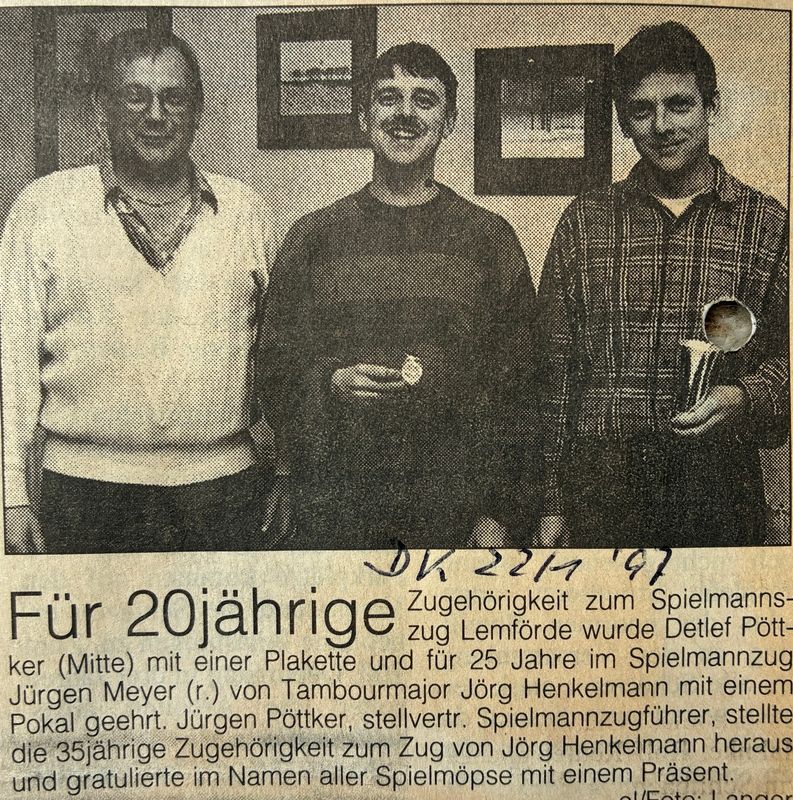 DK 22/1 '97
Für 20jährige Zugehörigkeit zum Spielmanns-
zug Lemförde wurde Detlef Pött-
ker (Mitte) mit einer Plakette und für 25 Jahre im Spielmannzug
Jürgen Meyer (r.) von Tambourmajor Jörg Henkelmann mit einem
Pokal geehrt. Jürgen Pöttker, stellvertr. Spielmannzugführer, stellte
die 35jährige Zugehörigkeit zum Zug von Jörg Henkelmann heraus
und gratulierte im Namen aller Spielmöpse mit einem Präsent.
el/Foto: Langer